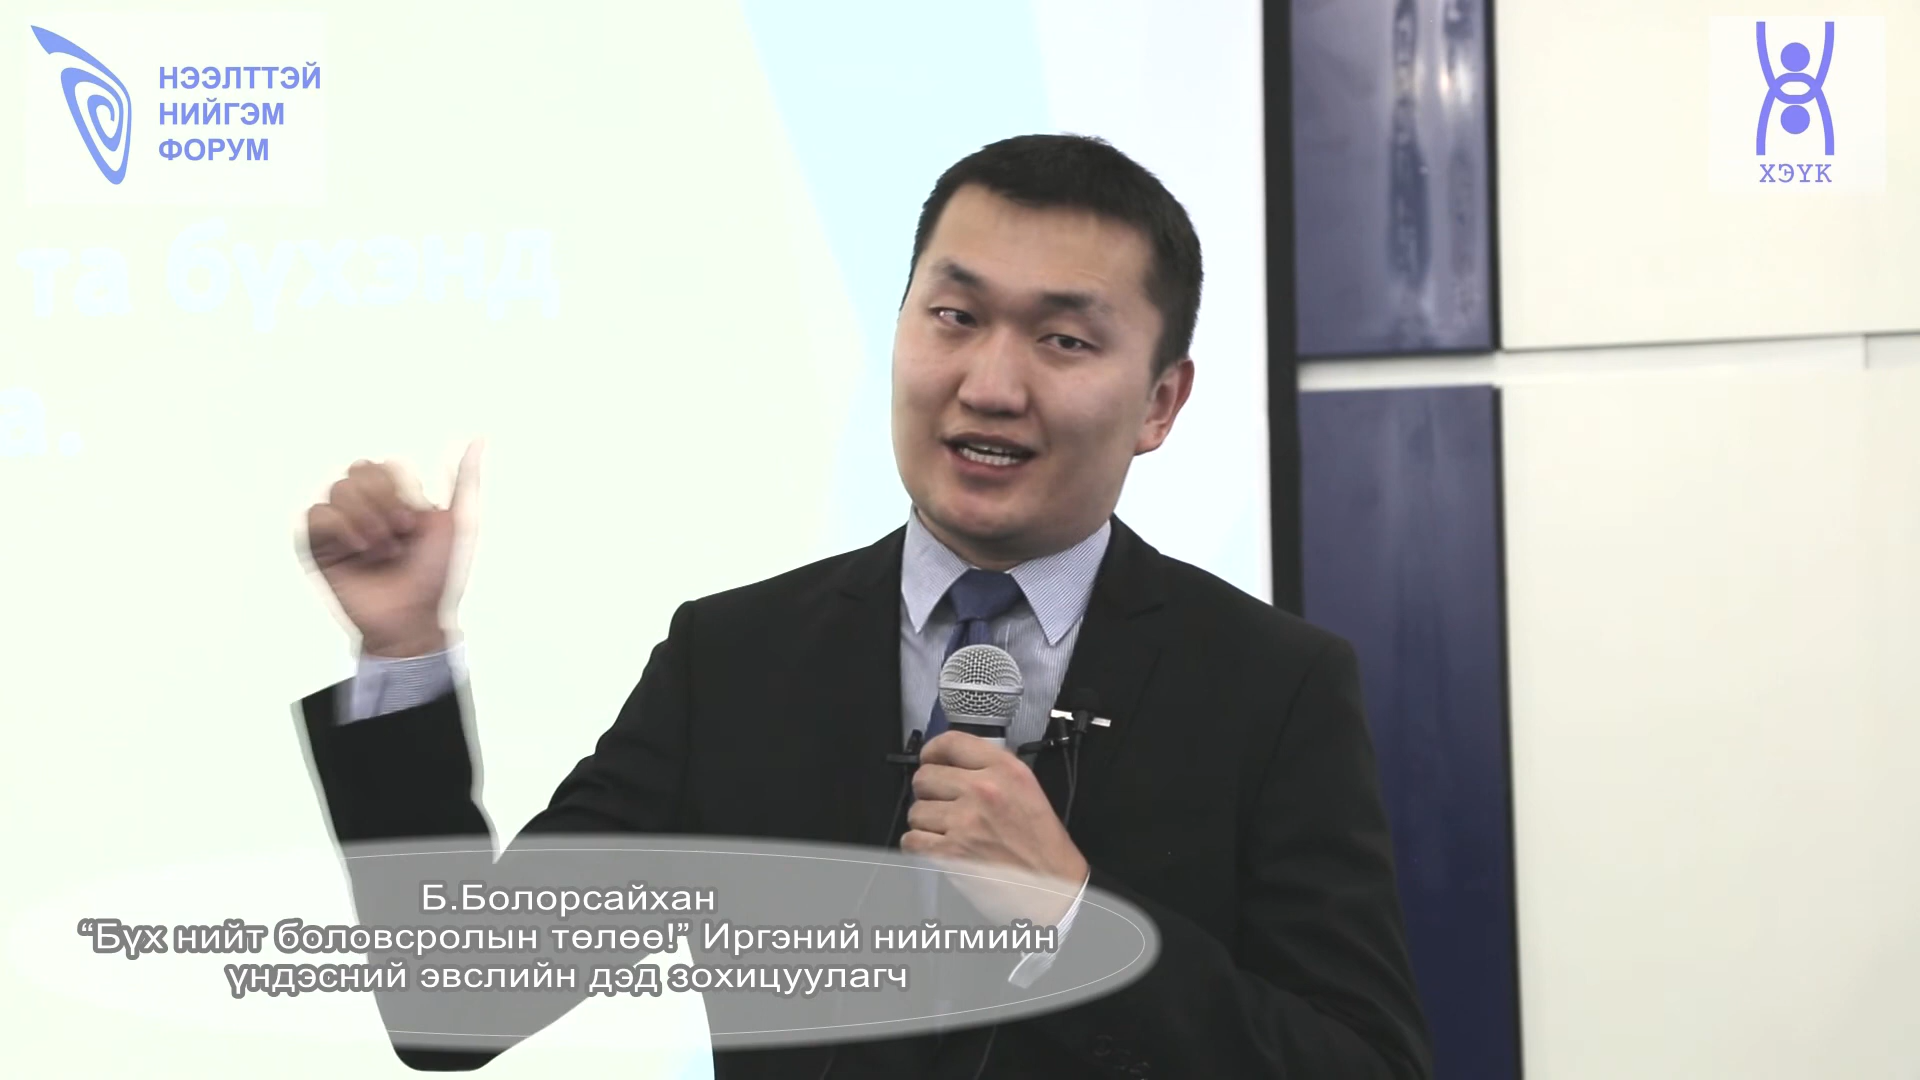 НЭЭЛТТЭЙ
НИЙГЭМ
ФОРУМ
ХЭҮК
та бүхэнд
а.
Б.Болорсайхан
“Бүх нийт боловсролын төлөө!” Иргэний нийгмийн
үндэсний эвслийн дэд зохицуулагч